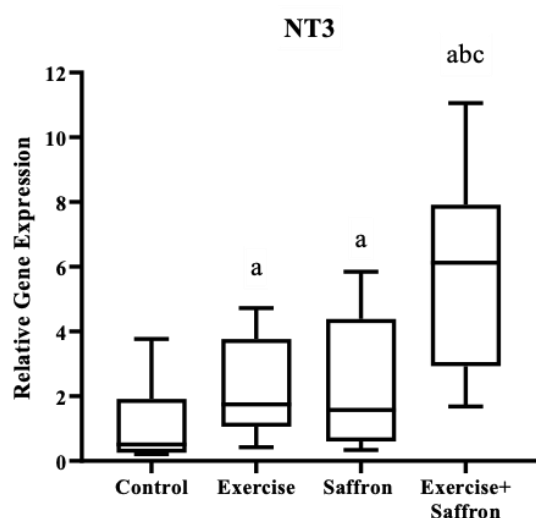 NT3
abc
a
a
Relative Gene Expression
12
10
8
6
4
2
0
Control
Exercise
Saffron
Exercise+
Saffron